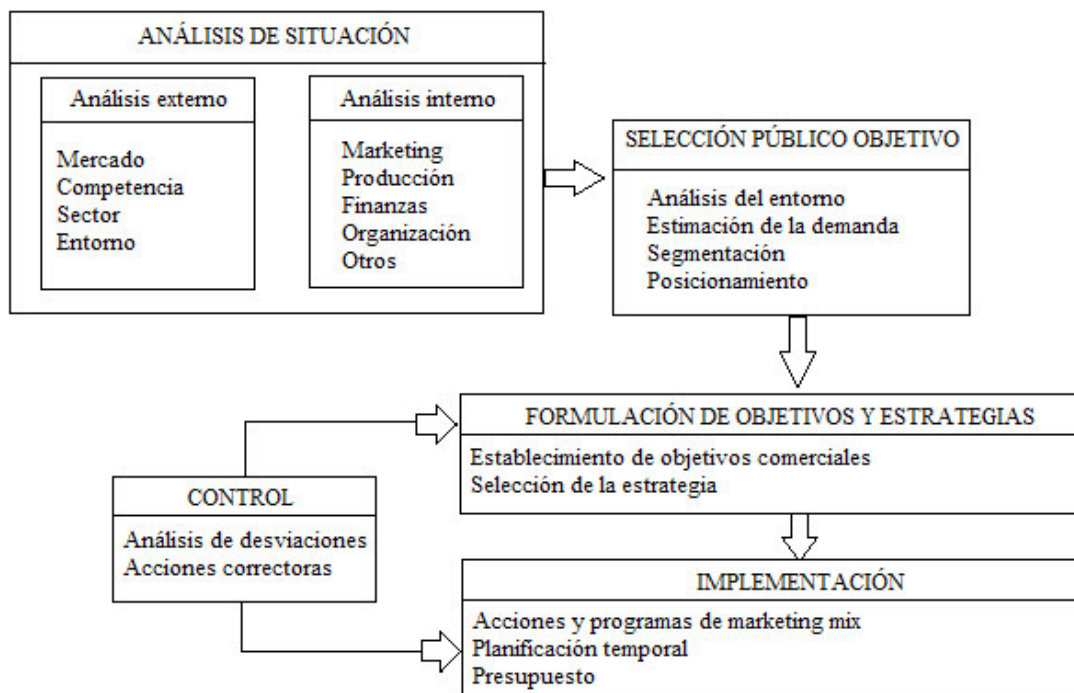 ANÁLISIS DE SITUACIÓN
Análisis externo
Mercado
Competencia
Sector
Entorno
Análisis interno
Marketing
Producción
Finanzas
Organización
Otros
SELECCIÓN PÚBLICO OBJETIVO
Análisis del entorno
Estimación de la demanda
Segmentación
Posicionamiento
FORMULACIÓN DE OBJETIVOS Y ESTRATEGIAS
Establecimiento de objetivos comerciales
Selección de la estrategia
CONTROL
Análisis de desviaciones
Acciones correctoras
IMPLEMENTACIÓN
Acciones y programas de marketing mix
Planificación temporal
Presupuesto